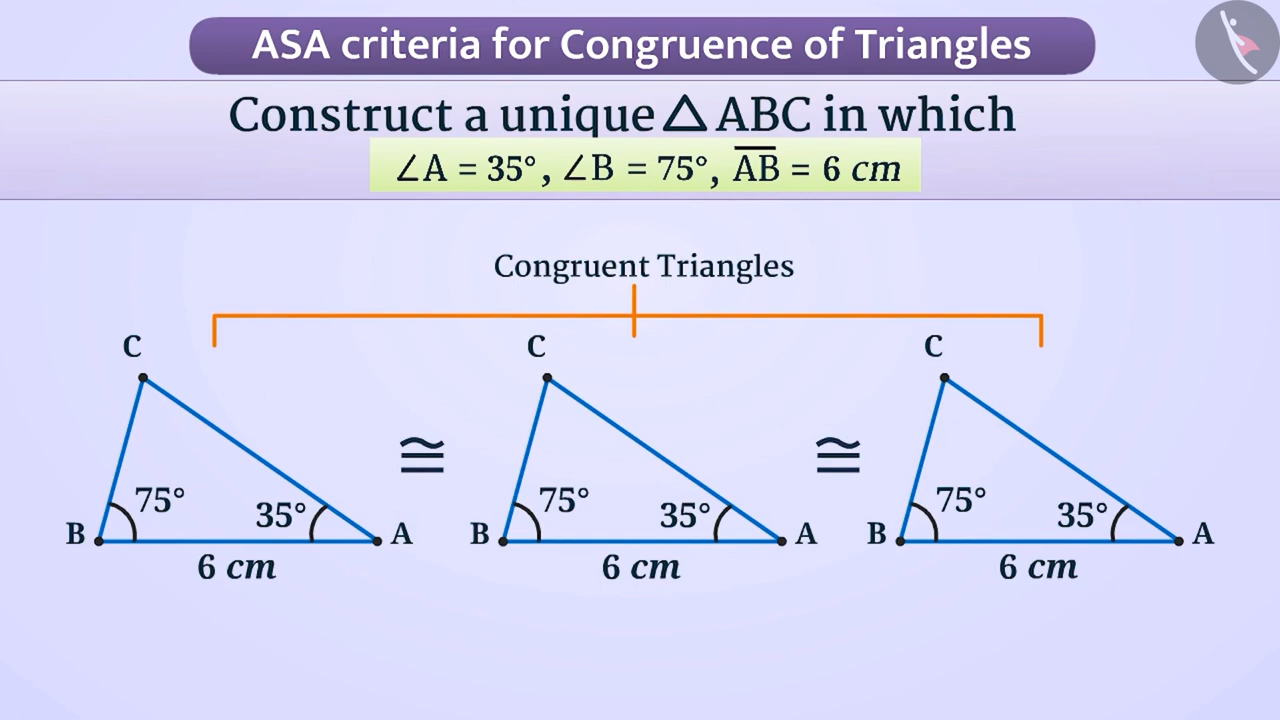 ASA criteria for Congruence of Triangles
Construct a unique △ ABC in which
∠A = 35°, ∠B = 75°, A̅B̅ = 6 cm
Congruent Triangles
C
C
C
≅
≅
75°
35°
75°
35°
75°
35°
B
A
B
A
B
A
6 cm
6 cm
6 cm